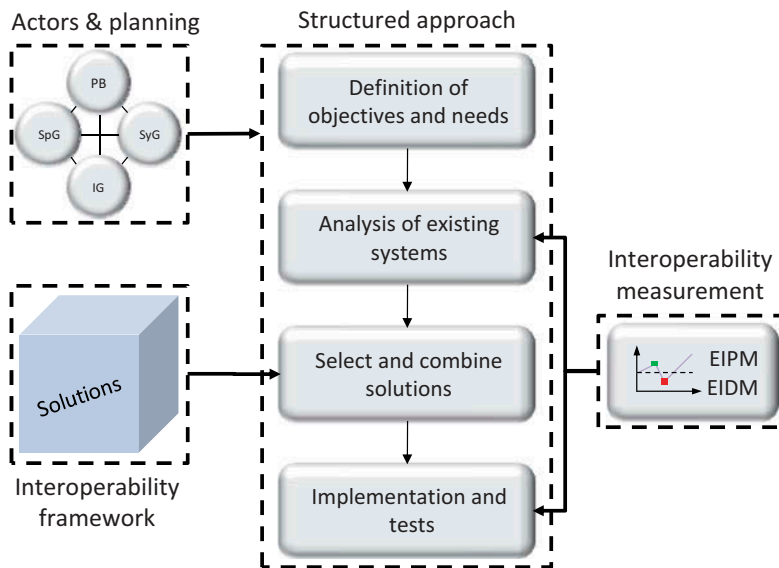 Actors & planning
PB
SpG
SyG
IG
Structured approach
Definition of
objectives and needs
Analysis of existing
systems
Select and combine
solutions
Implementation and
tests
Solutions
Interoperability
framework
Interoperability
measurement
EIPM
EIDM